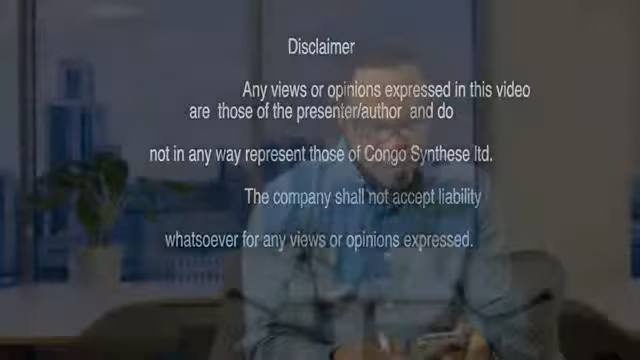 Disclaimer
Any views or opinions expressed in this video
are those of the presenter/author and do
not in any way represent those of Congo Synthese ltd.
The company shall not accept liability
whatsoever for any views or opinions expressed.